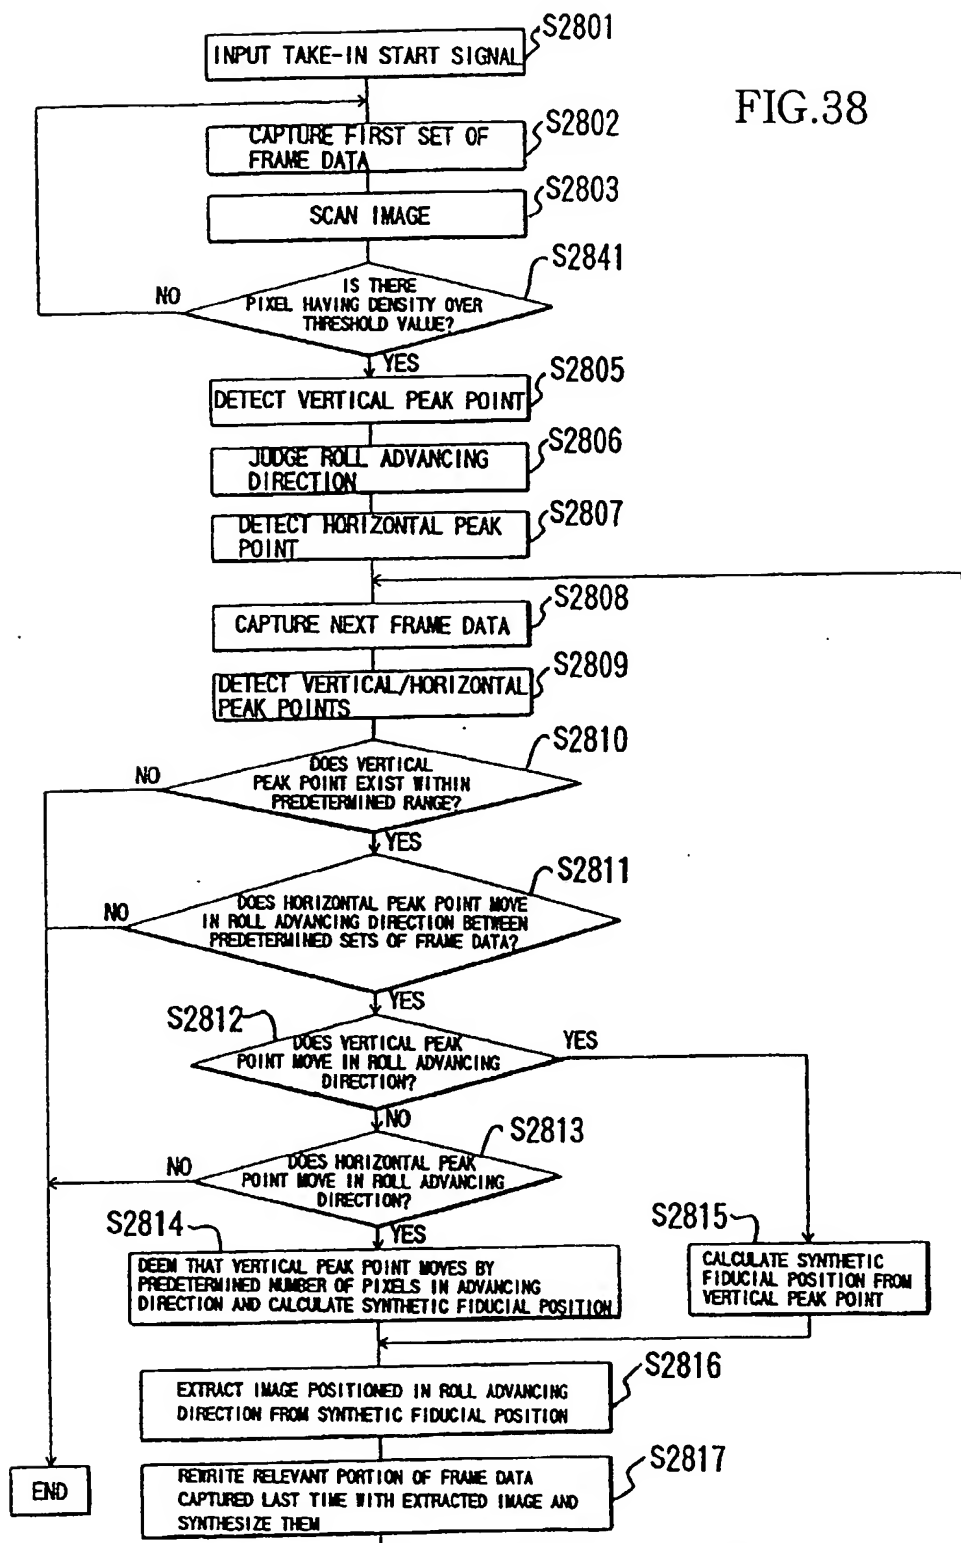 S2801
INPUT TAKE-IN START SIGNAL
FIG.38
S2802
CAPTURE FIRST SET OF
FRAME DATA
S2803
SCAN IMAGE
S2841
IS THERE
PIXEL HAVING DENSITY OVER
THRESHOLD VALUE?
NO
YES
S2805
DETECT VERTICAL PEAK POINT
S2806
JUDGE ROLL ADVANCING
DIRECTION
S2807
DETECT HORIZONTAL PEAK
POINT
S2808
CAPTURE NEXT FRAME DATA
S2809
DETECT VERTICAL/HORIZONTAL
PEAK POINTS
S2810
DOES VERTICAL
PEAK POINT EXIST WITHIN
PREDETERMINED RANGE?
NO
YES
S2811
DOES HORIZONTAL PEAK POINT MOVE
IN ROLL ADVANCING DIRECTION BETWEEN
PREDETERMINED SETS OF FRAME DATA?
NO
YES
S2812
DOES VERTICAL PEAK
POINT MOVE IN ROLL ADVANCING
DIRECTION?
YES
NO
S2813
DOES HORIZONTAL PEAK
POINT MOVE IN ROLL ADVANCING
DIRECTION?
NO
YES
S2814
DEEM THAT VERTICAL PEAK POINT MOVES BY
PREDETERMINED NUMBER OF PIXELS IN ADVANCING
DIRECTION AND CALCULATE SYNTHETIC FIDUCIAL POSITION
S2815
CALCULATE SYNTHETIC
FIDUCIAL POSITION FROM
VERTICAL PEAK POINT
S2816
EXTRACT IMAGE POSITIONED IN ROLL ADVANCING
DIRECTION FROM SYNTHETIC FIDUCIAL POSITION
S2817
REWRITE RELEVANT PORTION OF FRAME DATA
CAPTURED LAST TIME WITH EXTRACTED IMAGE AND
SYNTHESIZE THEM
END